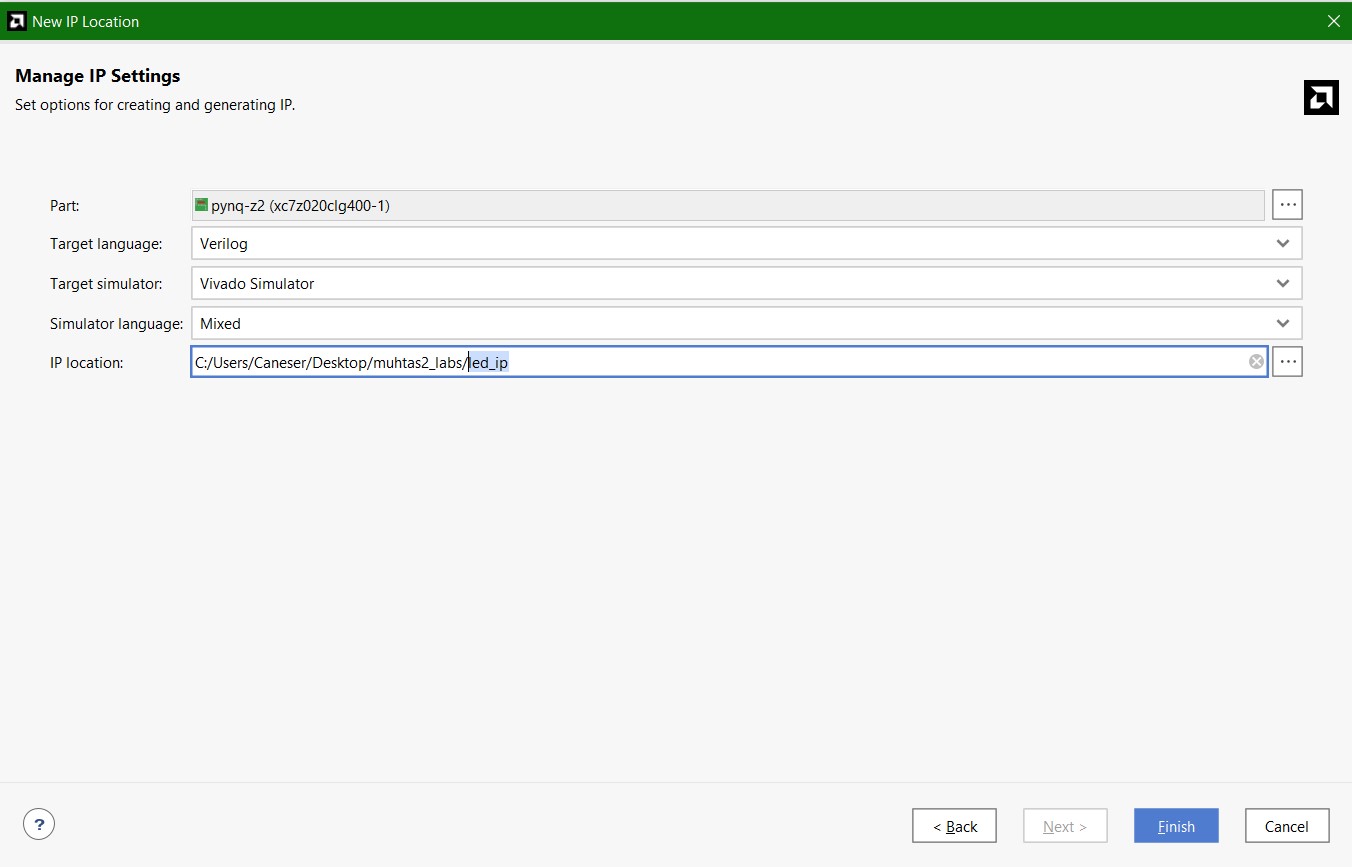 New IP Location
Manage IP Settings
Set options for creating and generating IP.
Part: pynq-z2 (xc7z020clg400-1) ...
Target language: Verilog
Target simulator: Vivado Simulator
Simulator language: Mixed
IP location: C:/Users/Caneser/Desktop/muhtas2_labs/led_ip ...
? < Back Next > Finish Cancel